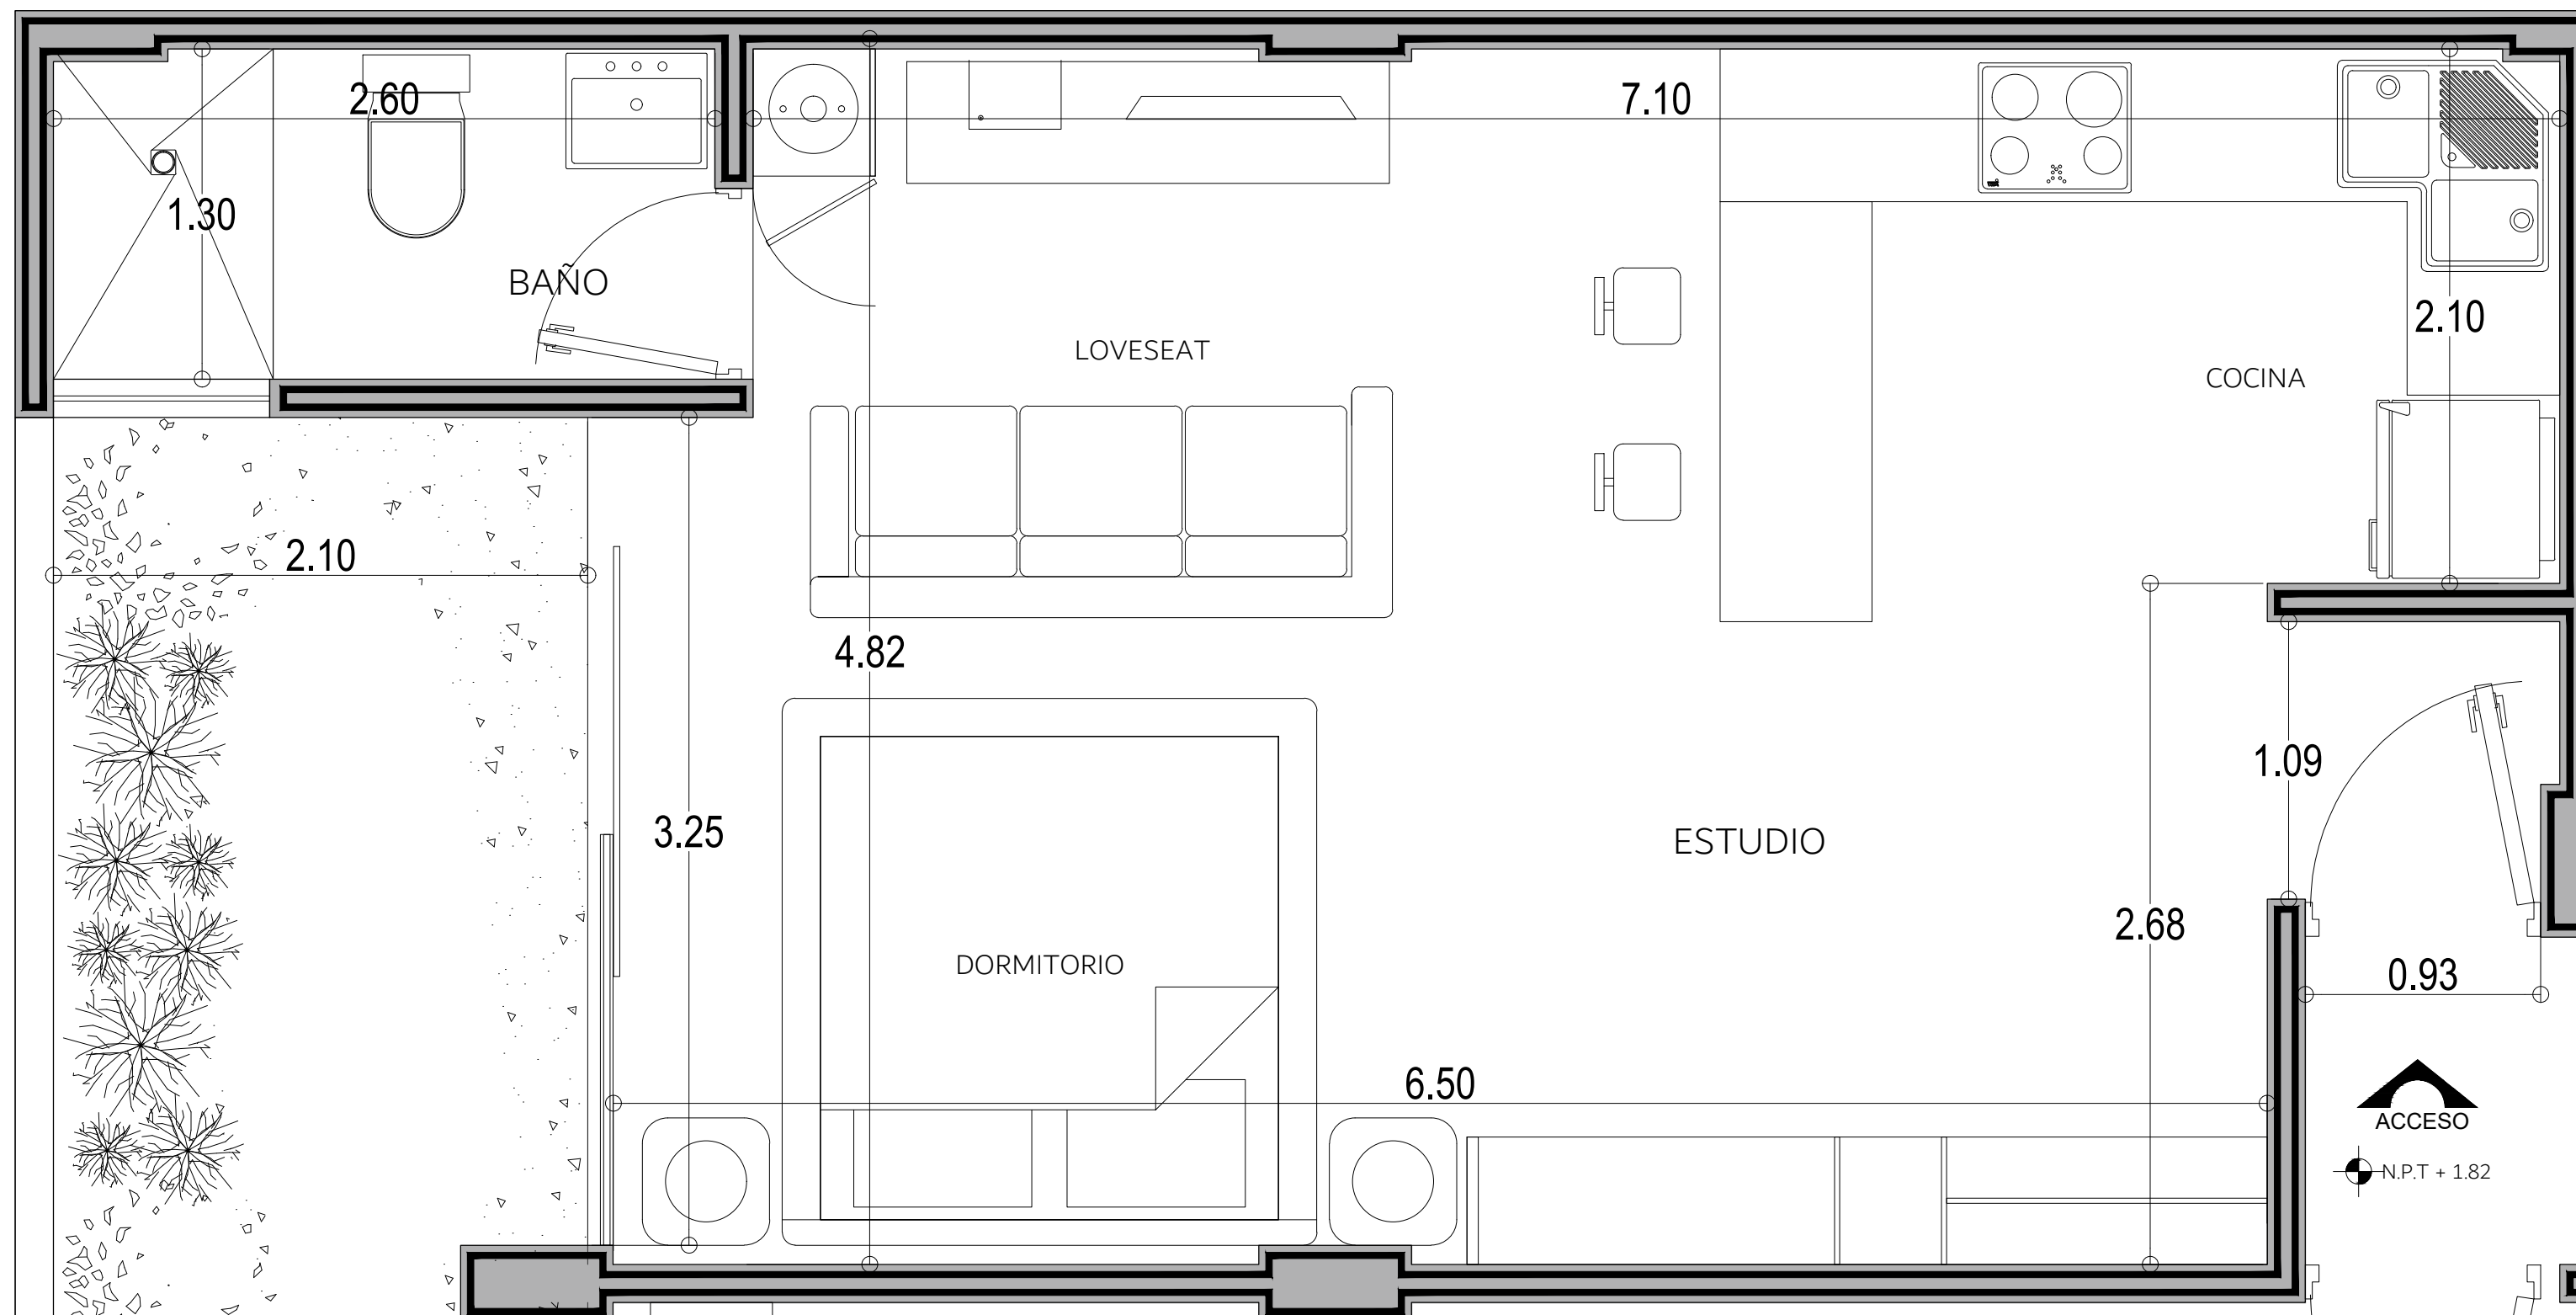 2.60
7.10
1.30
BAÑO
2.10
LOVESEAT
COCINA
2.10
4.82
1.09
3.25
ESTUDIO
2.68
DORMITORIO
0.93
6.50
ACCESO
N.P.T + 1.82